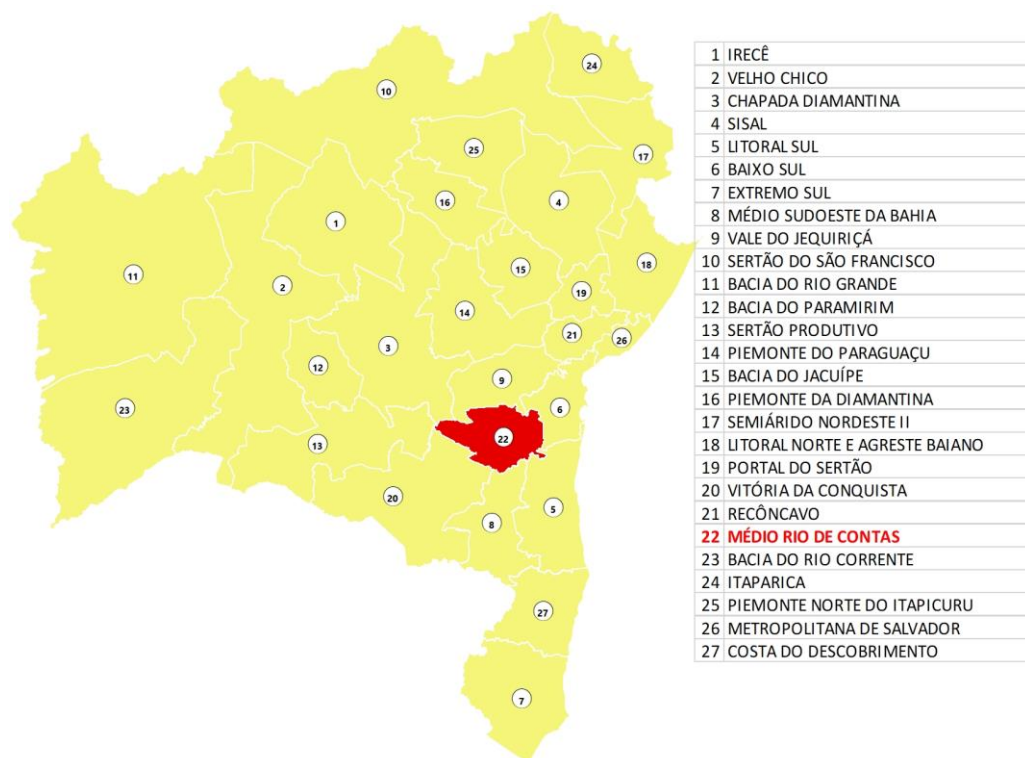 24
10
25
17
16
4
1
18
15
11
2
19
14
21
26
3
12
9
23
6
22
13
20
5
8
27
7
1 IRECÊ
2 VELHO CHICO
3 CHAPADA DIAMANTINA
4 SISAL
5 LITORAL SUL
6 BAIXO SUL
7 EXTREMO SUL
8 MÉDIO SUDOESTE DA BAHIA
9 VALE DO JEQUIRIÇÁ
10 SERTÃO DO SÃO FRANCISCO
11 BACIA DO RIO GRANDE
12 BACIA DO PARAMIRIM
13 SERTÃO PRODUTIVO
14 PIEMONTE DO PARAGUAÇU
15 BACIA DO JACUÍPE
16 PIEMONTE DA DIAMANTINA
17 SEMIÁRIDO NORDESTE II
18 LITORAL NORTE E AGRESTE BAIANO
19 PORTAL DO SERTÃO
20 VITÓRIA DA CONQUISTA
21 RECÔNCAVO
22 MÉDIO RIO DE CONTAS
23 BACIA DO RIO CORRENTE
24 ITAPARICA
25 PIEMONTE NORTE DO ITAPICURU
26 METROPOLITANA DE SALVADOR
27 COSTA DO DESCOBRIMENTO